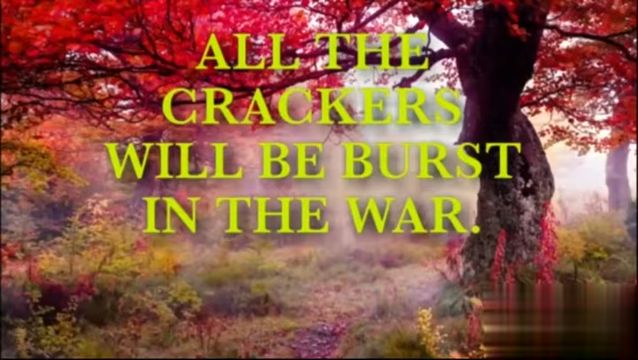 ALL THE
CRACKERS
WILL BE BURST
IN THE WAR.